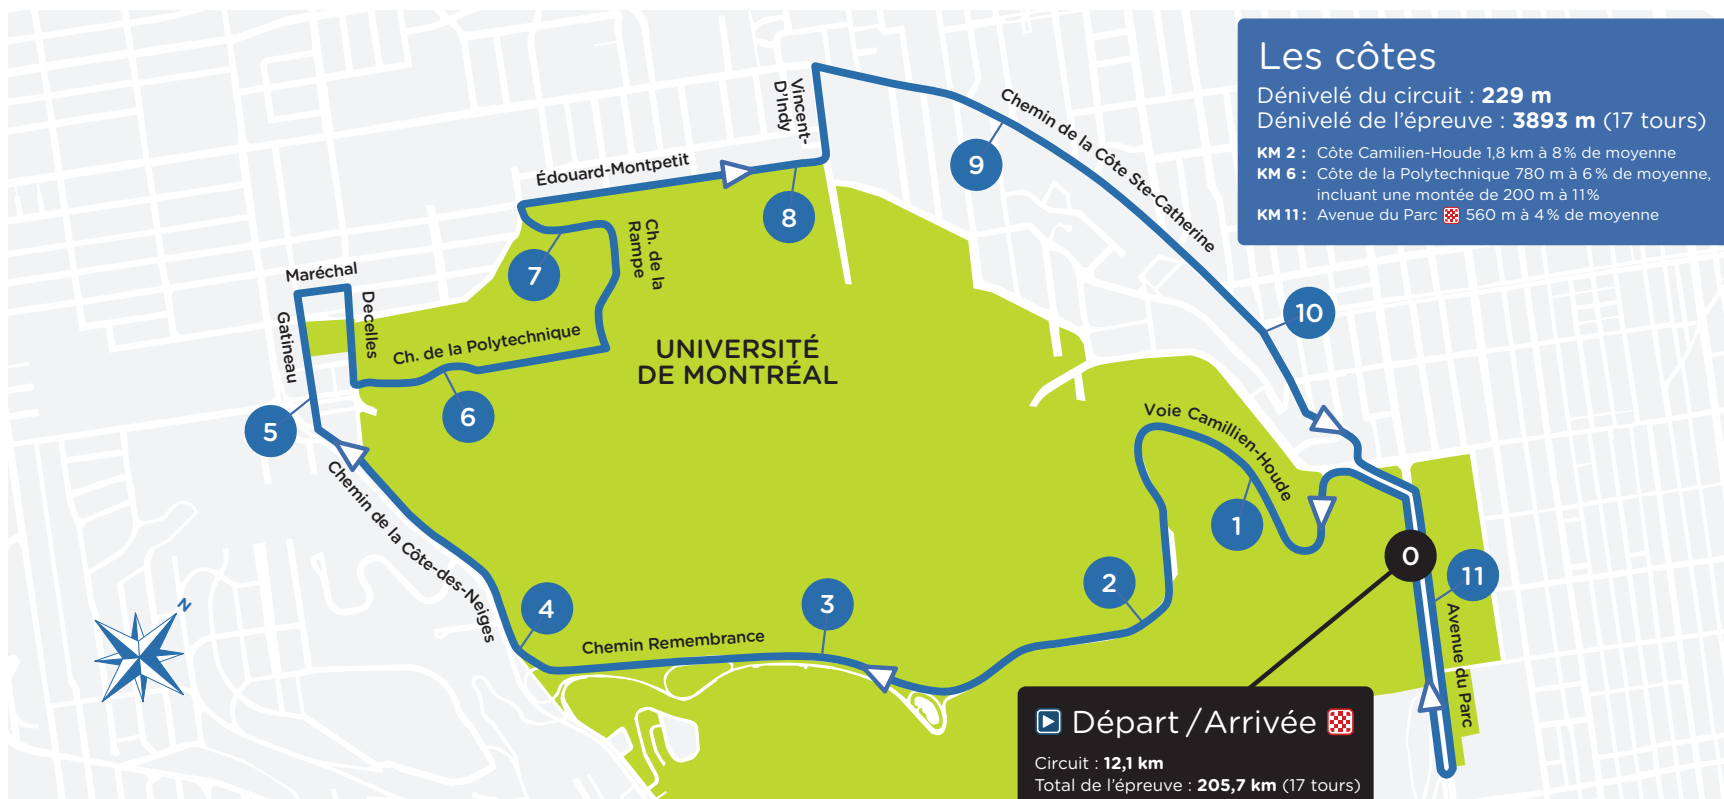 Les côtes
Dénivelé du circuit : 229 m
Dénivelé de l'épreuve : 3893 m (17 tours)
KM 2 : Côte Camilien-Houde 1,8 km à 8% de moyenne
KM 6 : Côte de la Polytechnique 780 m à 6% de moyenne,
incluant une montée de 200 m à 11%
KM 11 : Avenue du Parc 560 m à 4% de moyenne
Vincent-
D'Indy
Chemin de la Côte Ste-Catherine
9
Édouard-Montpetit
8
Ch. de la
Rampe
7
Maréchal
Decelles
Gatineau
Ch. de la Polytechnique
6
5
UNIVERSITÉ
DE MONTRÉAL
10
Voie Camillien-Houde
1
Chemin de la Côte-des-Neiges
0
11
2
3
4
Chemin Remembrance
Avenue du Parc
N
Départ / Arrivée
Circuit : 12,1 km
Total de l'épreuve : 205,7 km (17 tours)